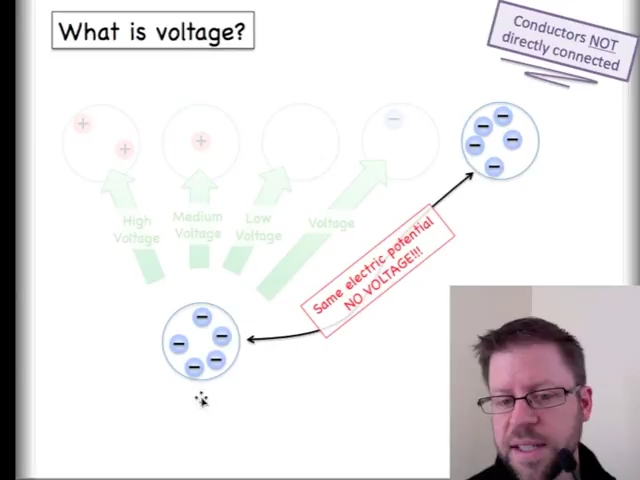 What is voltage?
Conductors NOT
directly connected
+
+
+
−
−
−
−
−
−
High
Voltage
Medium
Voltage
Low
Voltage
Voltage
Same electric potential
NO VOLTAGE!!!
−
−
−
−
−